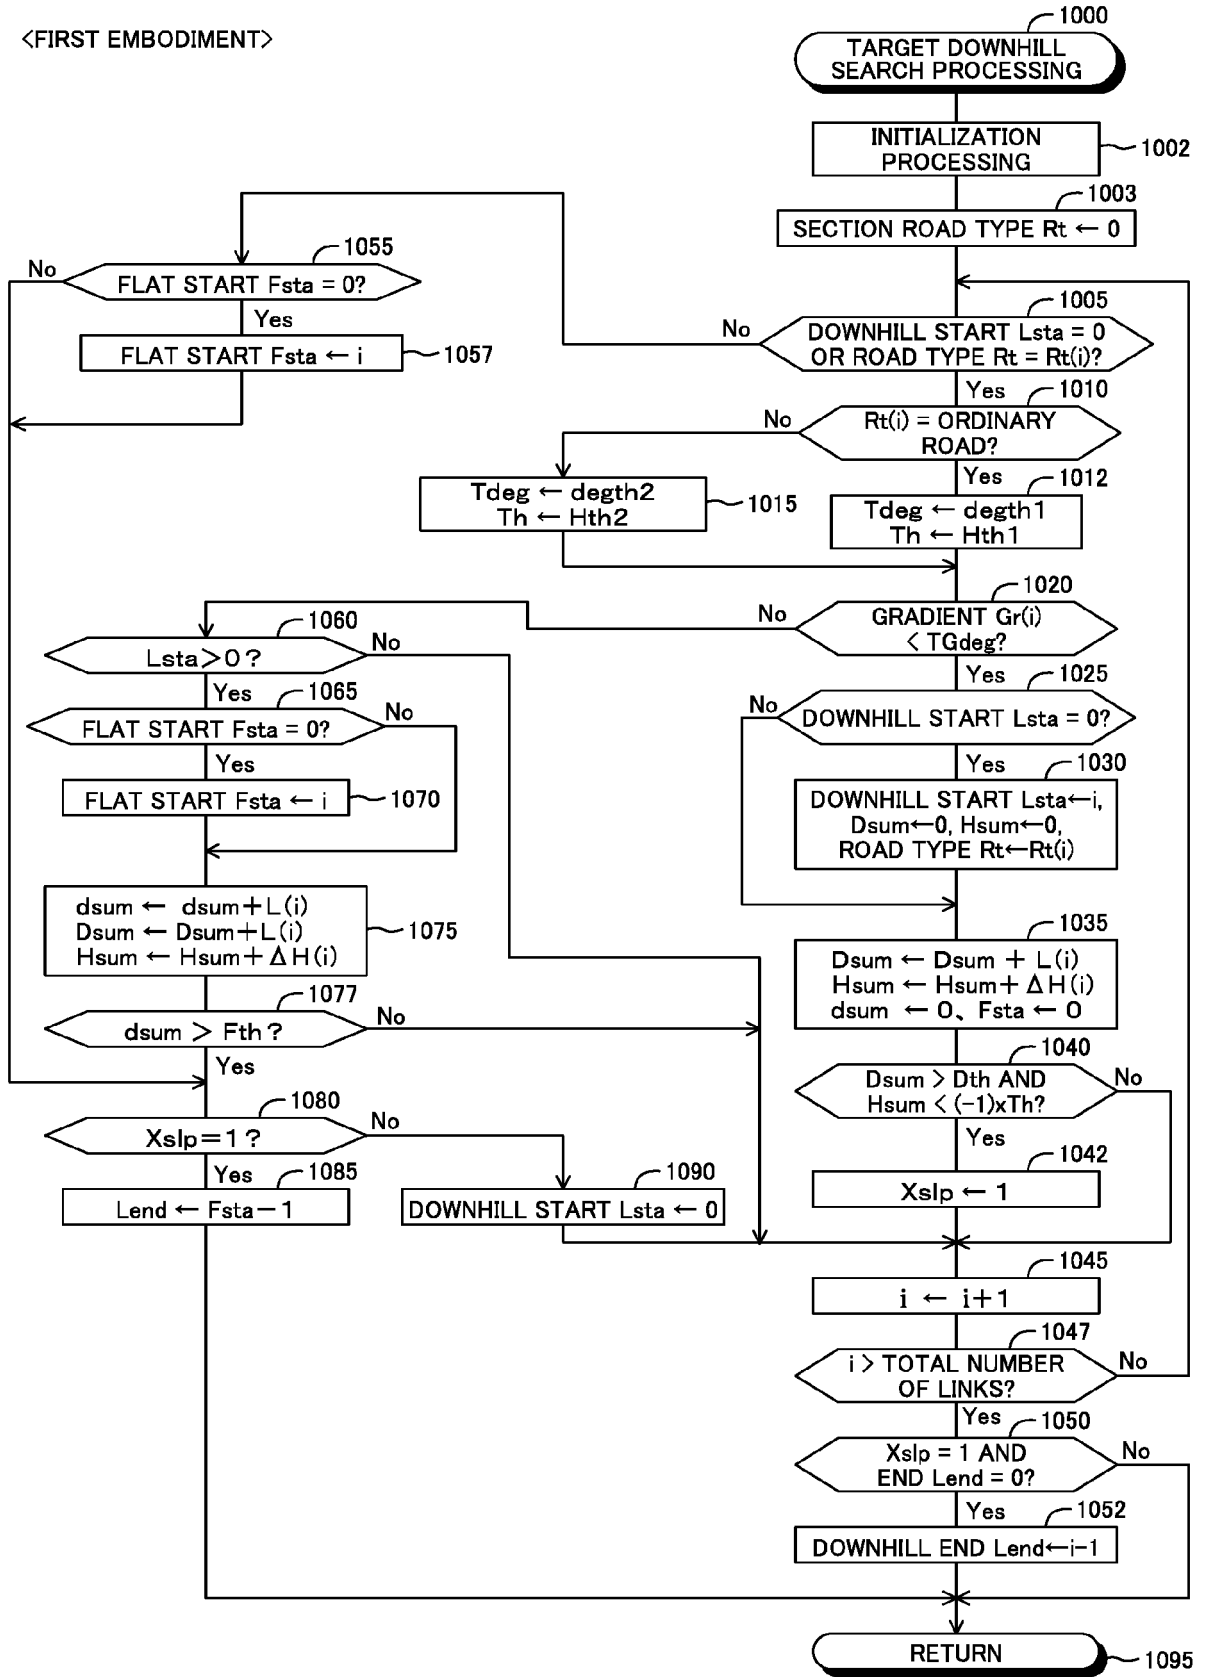 <FIRST EMBODIMENT>
1000
TARGET DOWNHILL
SEARCH PROCESSING
INITIALIZATION
PROCESSING
1002
1003
SECTION ROAD TYPE Rt ← 0
1005
DOWNHILL START Lsta = 0
OR ROAD TYPE Rt = Rt(i)?
No
Yes
1055
FLAT START Fsta = 0?
No
Yes
FLAT START Fsta ← i
1057
1010
Rt(i) = ORDINARY
ROAD?
No
Yes
1012
Tdeg ← degth1
Th ← Hth1
Tdeg ← degth2
Th ← Hth2
1015
1020
GRADIENT Gr(i)
< TGdeg?
No
Yes
1025
DOWNHILL START Lsta = 0?
No
Yes
1030
DOWNHILL START Lsta←i,
Dsum←0, Hsum←0,
ROAD TYPE Rt←Rt(i)
1035
Dsum ← Dsum + L(i)
Hsum ← Hsum+ΔH(i)
dsum ← 0、Fsta ← 0
1040
Dsum > Dth AND
Hsum < (−1)xTh?
No
Yes
1042
Xslp ← 1
1060
Lsta>0?
No
Yes
1065
FLAT START Fsta = 0?
No
Yes
FLAT START Fsta ← i
1070
dsum ← dsum+L(i)
Dsum ← Dsum+L(i)
Hsum ← Hsum+ΔH(i)
1075
1077
dsum > Fth?
No
Yes
1080
Xslp=1?
No
Yes
1085
Lend ← Fsta−1
1090
DOWNHILL START Lsta ← 0
1045
i ← i+1
1047
i > TOTAL NUMBER
OF LINKS?
No
Yes
1050
Xslp = 1 AND
END Lend = 0?
No
Yes
1052
DOWNHILL END Lend←i-1
RETURN
1095